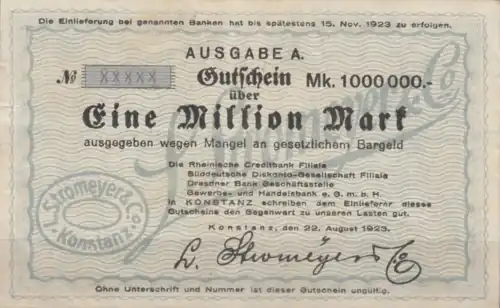 Die Einlieferung bei genannten Banken hat bis spätestens 15. Nov. 1923 zu erfolgen.
AUSGABE A.
№ XXXXX Gutschein Mk. 1000000.-
über
Eine Million Mark
ausgegeben wegen Mangel an gesetzlichem Bargeld
Die Rheinische Creditbank Filiale
Süddeutsche Diskonto-Gesellschaft Filiale
Dresdner Bank Geschäftsstelle
Gewerbe- und Handelsbank e. G. m. b. H.
in KONSTANZ schreiben dem Einlieferer dieses
Gutscheins den Gegenwert zu unseren Lasten gut.
Stromeyer & Co
Konstanz
Konstanz, den 22. August 1923.
L. Stromeyer & Co
Ohne Unterschrift und Nummer ist dieser Gutschein ungültig.